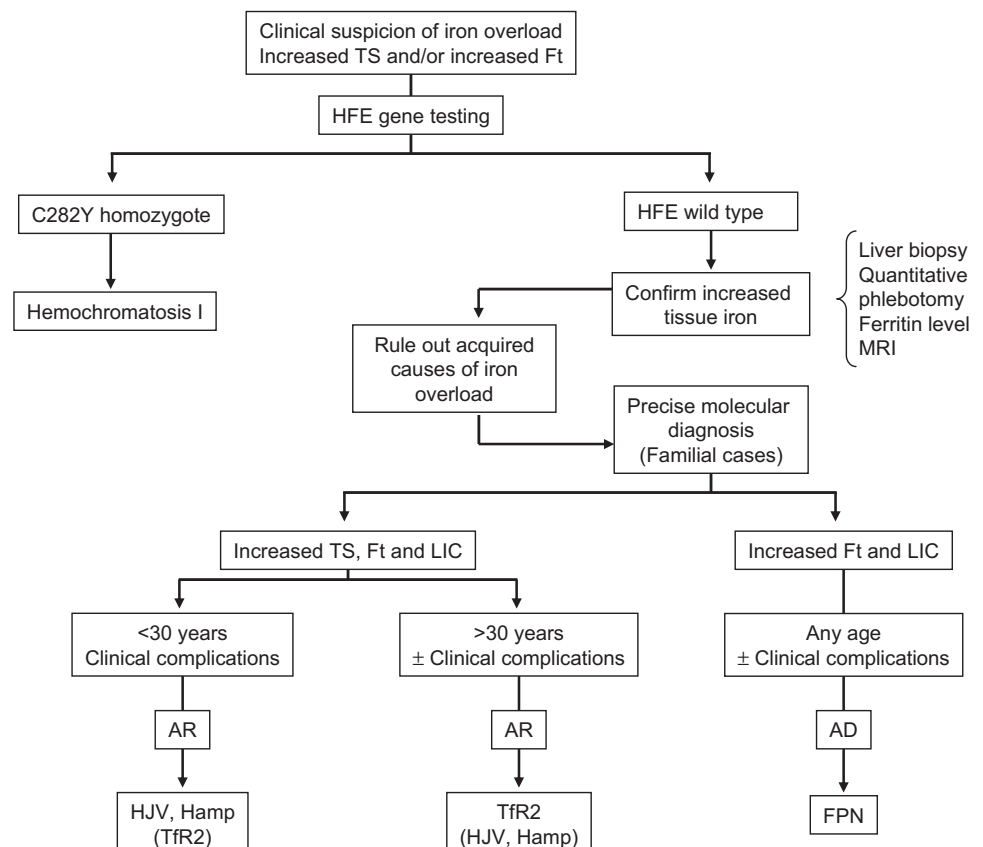 Clinical suspicion of iron overload
Increased TS and/or increased Ft
HFE gene testing
C282Y homozygote
HFE wild type
Hemochromatosis I
Confirm increased
tissue iron
Liver biopsy
Quantitative
phlebotomy
Ferritin level
MRI
Rule out acquired
causes of iron
overload
Precise molecular
diagnosis
(Familial cases)
Increased TS, Ft and LIC
Increased Ft and LIC
<30 years
Clinical complications
>30 years
± Clinical complications
Any age
± Clinical complications
AR
AR
AD
HJV, Hamp
(TfR2)
TfR2
(HJV, Hamp)
FPN